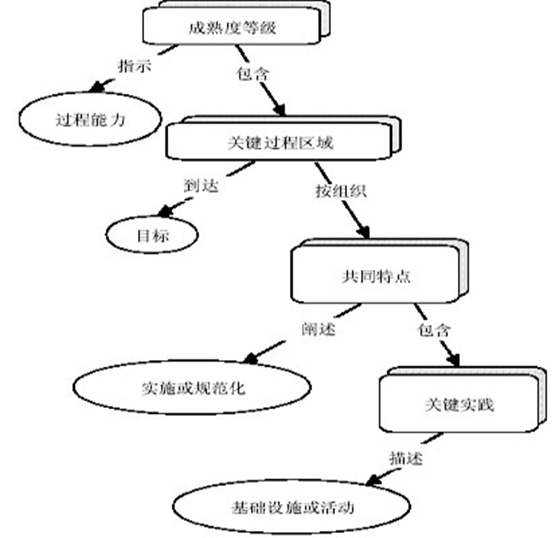 成熟度等级
指示
包含
过程能力
关键过程区域
到达
按组织
目标
共同特点
阐述
包含
实施或规范化
关键实践
描述
基础设施或活动